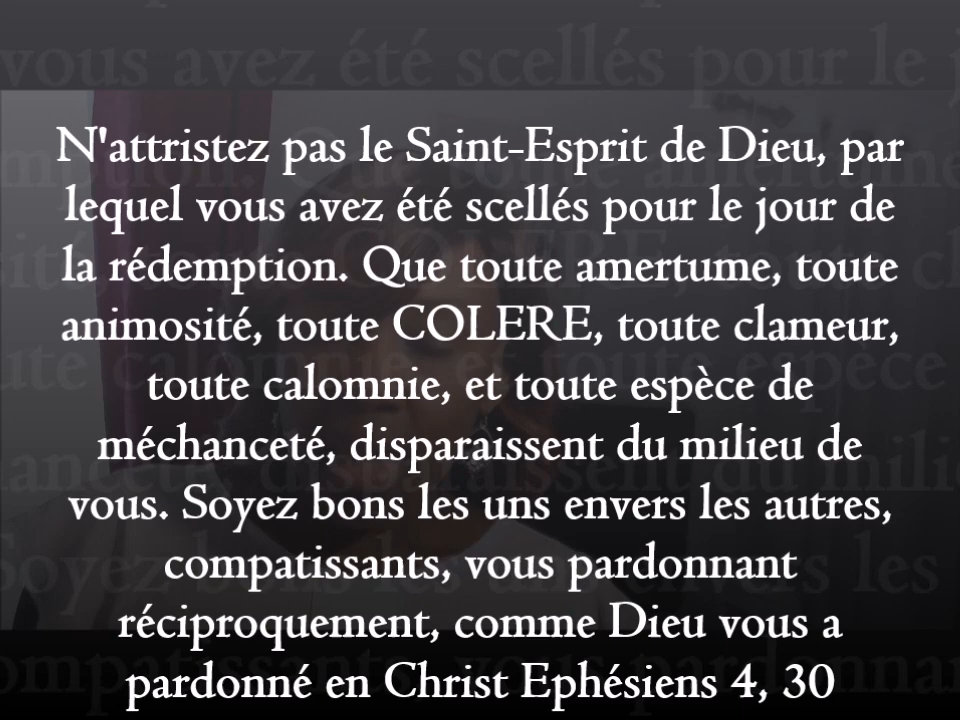 N'attristez pas le Saint-Esprit de Dieu, par
lequel vous avez été scellés pour le jour de
la rédemption. Que toute amertume, toute
animosité, toute COLERE, toute clameur,
toute calomnie, et toute espèce de
méchanceté, disparaissent du milieu de
vous. Soyez bons les uns envers les autres,
compatissants, vous pardonnant
réciproquement, comme Dieu vous a
pardonné en Christ Ephésiens 4, 30